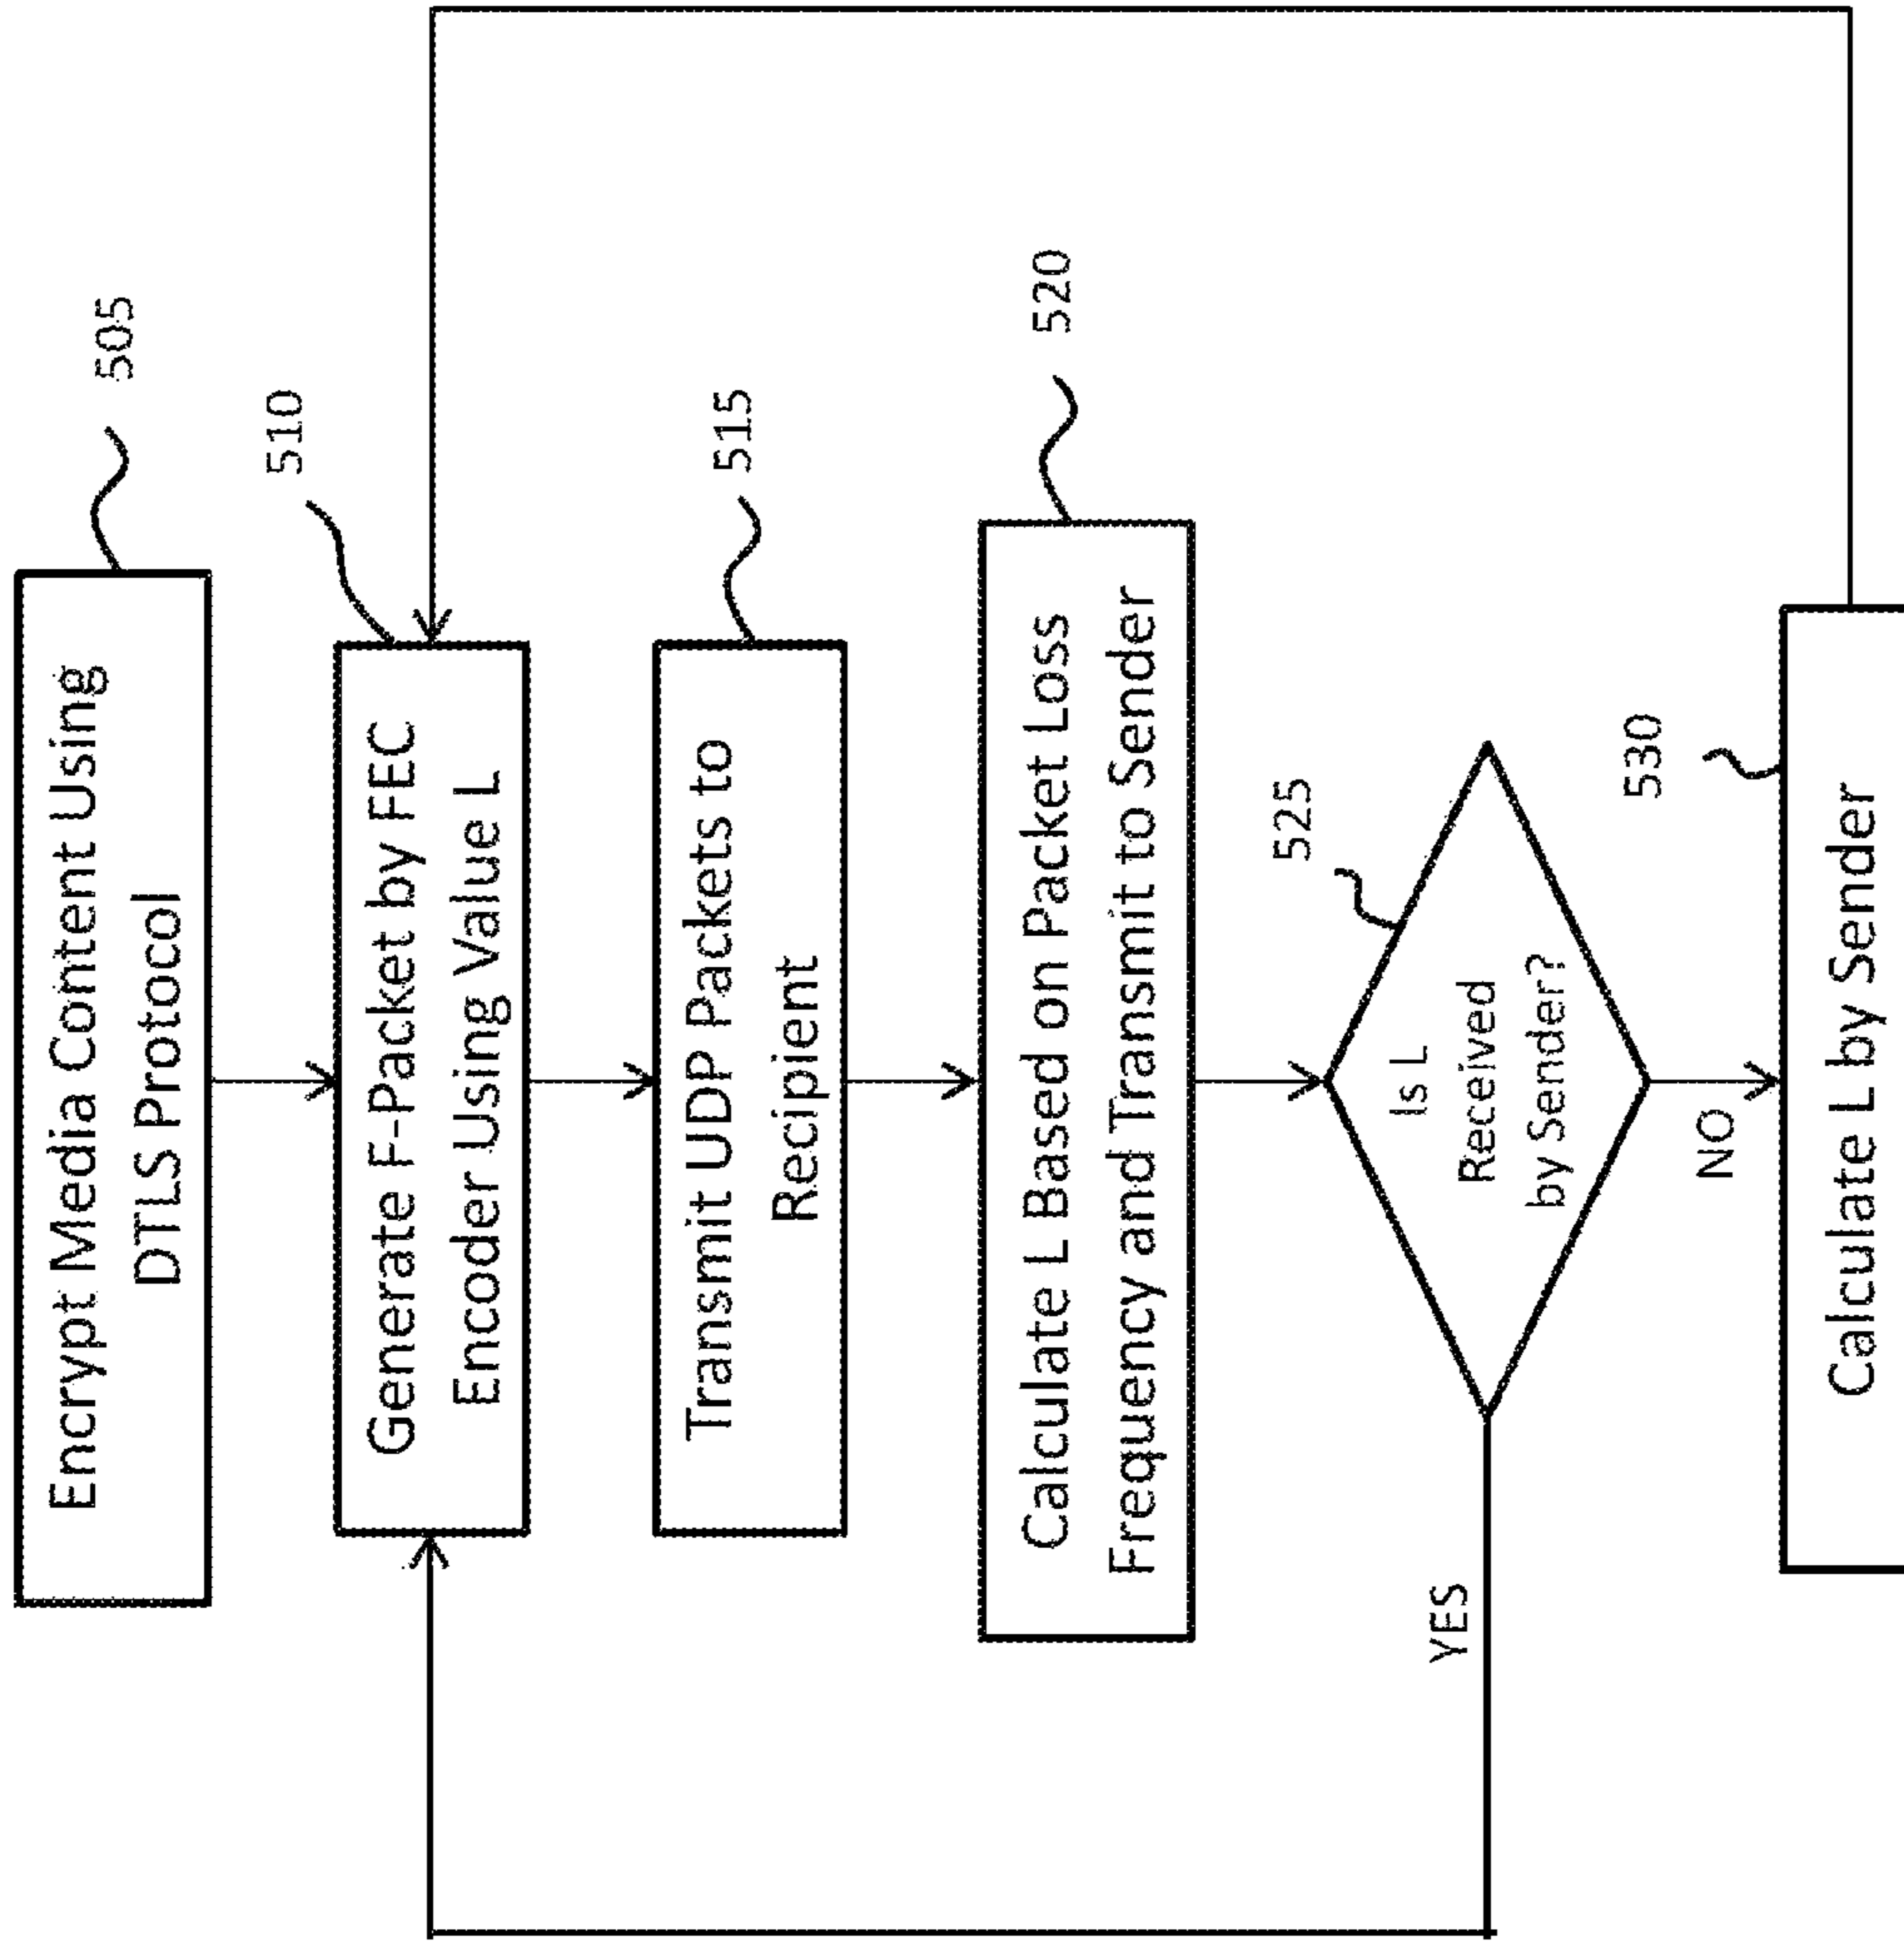 Encrypt Media Content Using
DTLS Protocol
505
Generate F-Packet by FEC
Encoder Using Value L
510
Transmit UDP Packets to
Recipient
515
Calculate L Based on Packet Loss
Frequency and Transmit to Sender
520
Is L
Received
by Sender?
525
YES
NO
Calculate L by Sender
530